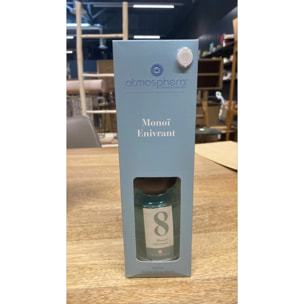 atmosphera
Monoï
Enivrant
8